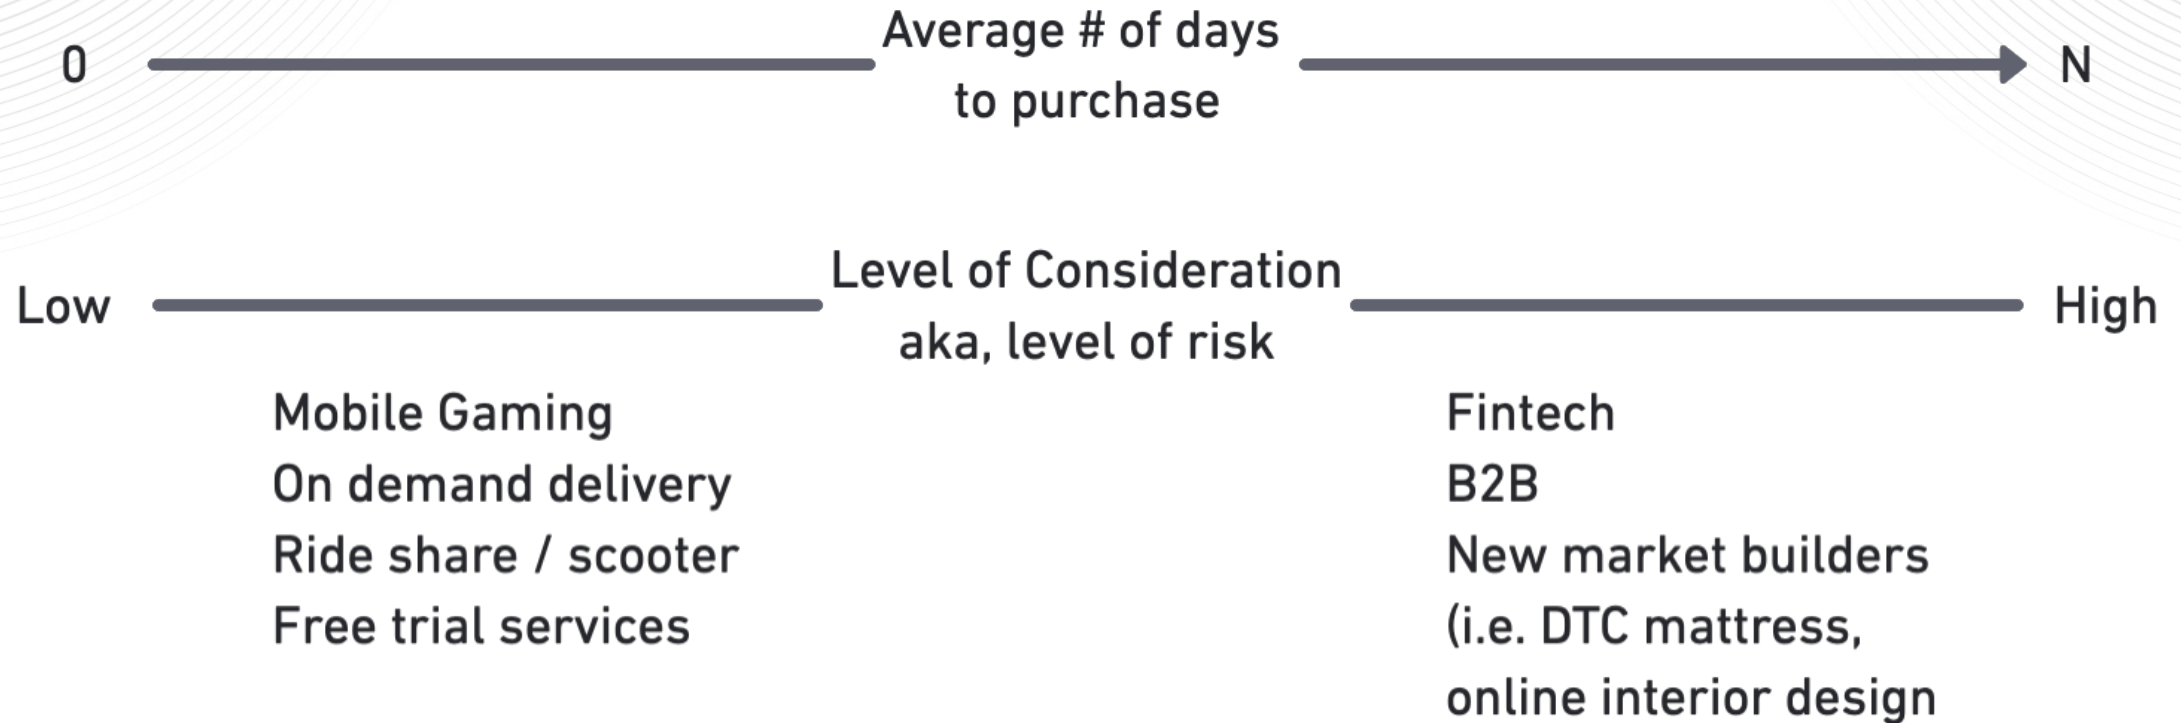 Average # of days
0 N
to purchase
Level of Consideration
Low High
aka, level of risk
Mobile Gaming
On demand delivery
Ride share / scooter
Free trial services
Fintech
B2B
New market builders
(i.e. DTC mattress,
online interior design